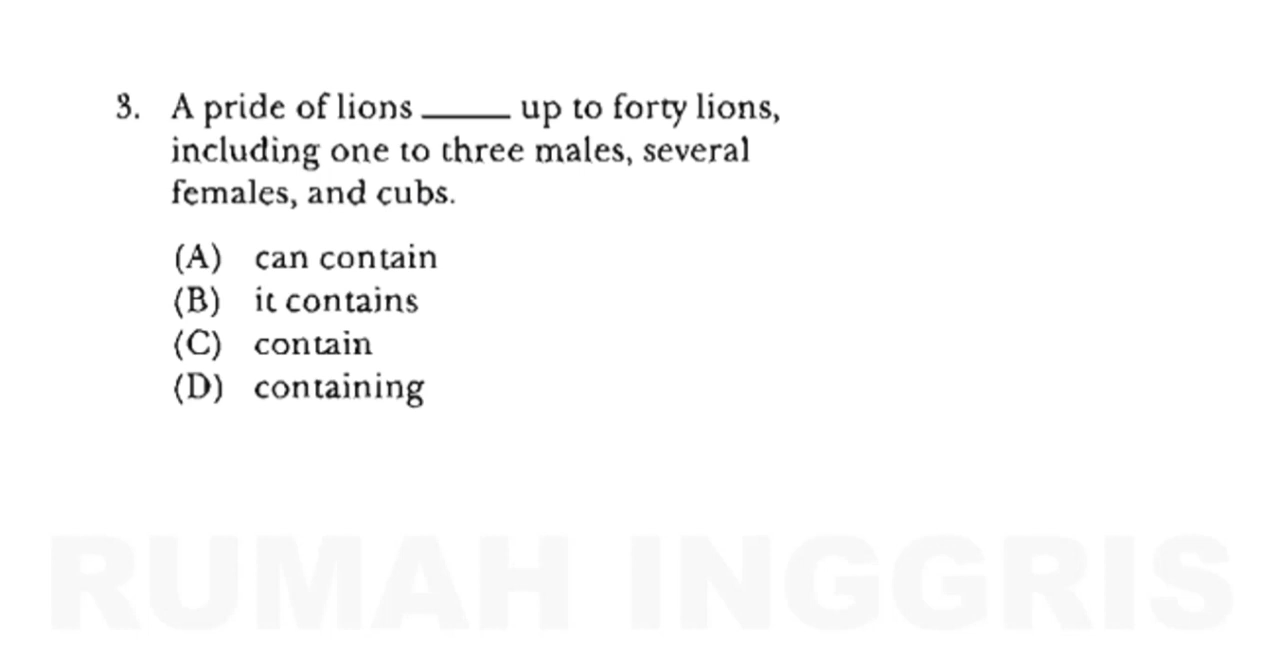 3. A pride of lions _____ up to forty lions,
including one to three males, several
females, and cubs.
(A) can contain
(B) it contains
(C) contain
(D) containing
RUMAH INGGRIS